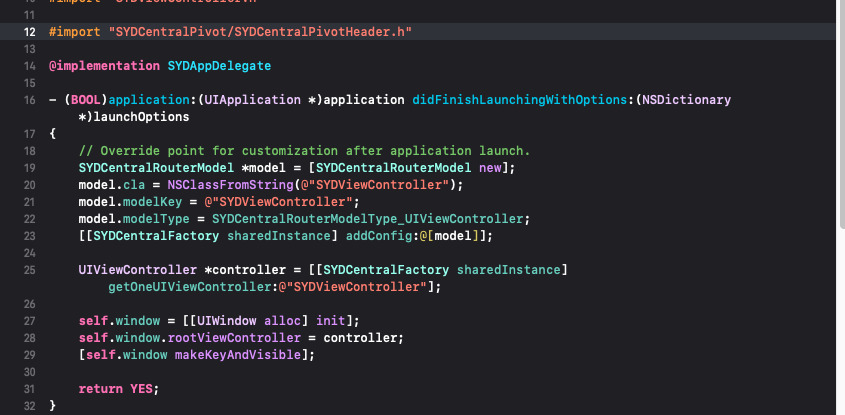 11
12 #import "SYDCentralPivot/SYDCentralPivotHeader.h"
13
14 @implementation SYDAppDelegate
15
16 - (BOOL)application:(UIApplication *)application didFinishLaunchingWithOptions:(NSDictionary
*)launchOptions
17 {
18 // Override point for customization after application launch.
19 SYDCentralRouterModel *model = [SYDCentralRouterModel new];
20 model.cla = NSClassFromString(@"SYDViewController");
21 model.modelKey = @"SYDViewController";
22 model.modelType = SYDCentralRouterModelType_UIViewController;
23 [[SYDCentralFactory sharedInstance] addConfig:@[model]];
24
25 UIViewController *controller = [[SYDCentralFactory sharedInstance]
getOneUIViewController:@"SYDViewController"];
26
27 self.window = [[UIWindow alloc] init];
28 self.window.rootViewController = controller;
29 [self.window makeKeyAndVisible];
30
31 return YES;
32 }